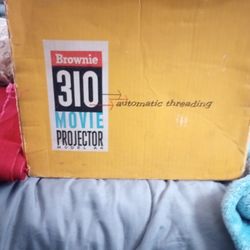 Brownie
310
automatic threading
MOVIE
PROJECTOR
MODEL A4